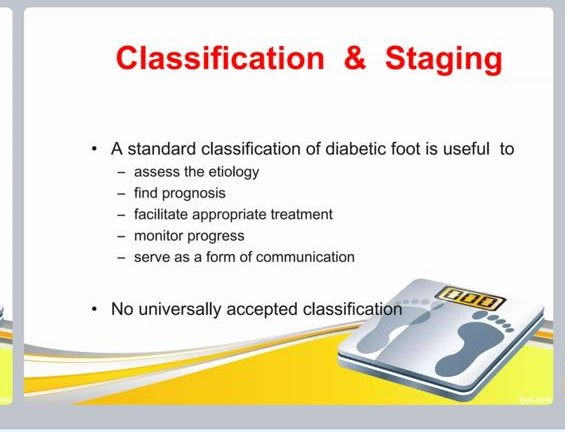 Classification & Staging
• A standard classification of diabetic foot is useful to
– assess the etiology
– find prognosis
– facilitate appropriate treatment
– monitor progress
– serve as a form of communication
• No universally accepted classification